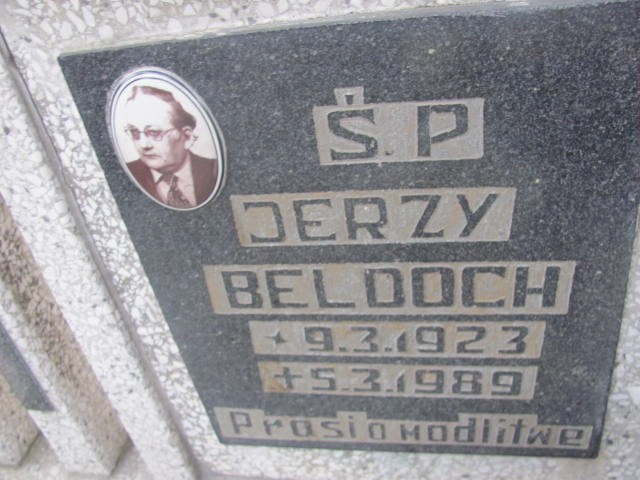 Ś.P
JERZY
BELDOCH
+ 9.3.1923
+ 5.3.1989
Prosi o modlitwe